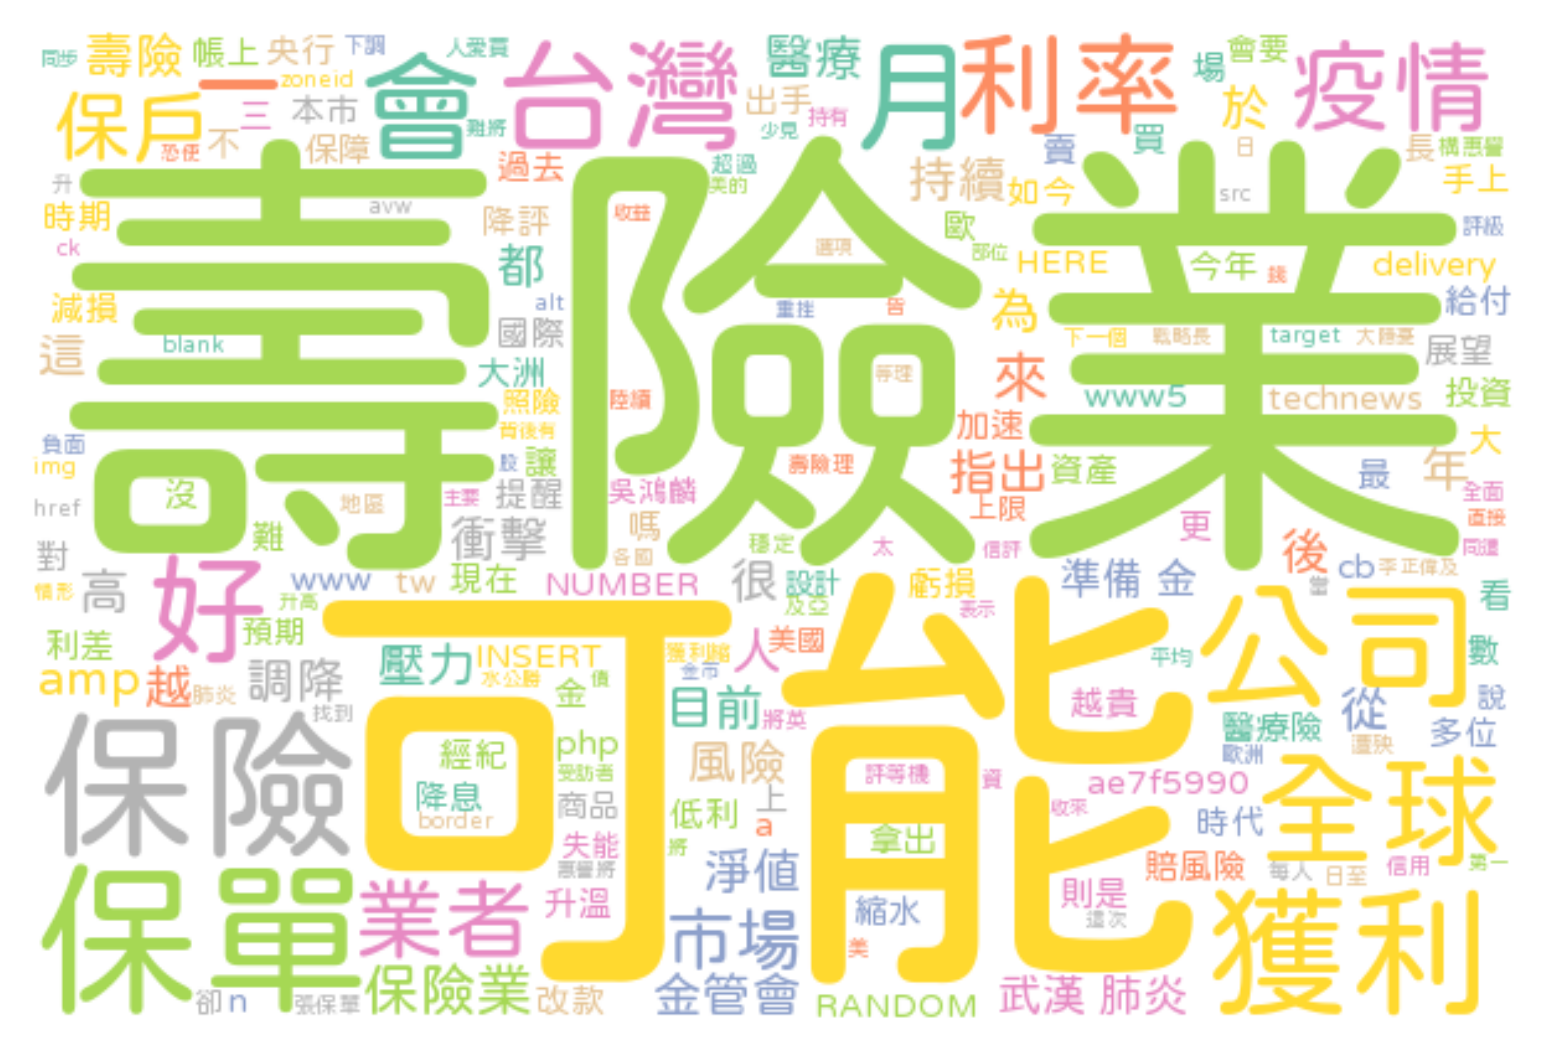 同步 壽險 帳上 央行 下調 人愛買 台灣 醫療 月 利率 場 會要 疫情
一 zoneid 會 出手 持有 於
保戶 三 本市 難將 少見 賣 買 日 長 構惠譽
恐使 不 保障 過去 超過 美的 持續 如今 手上
升 avw 收益 src
壽險業
時期 降評 選項 歐 部位 評級
ck 都 HERE 今年 錢 delivery
減損 alt 重挫 皆 為 給付
這 blank 國際 下一個 戰略長 target 展望
大洲 等理 來
照險 陸續 www5 technews 投資
負面 背後有 加速 大
img 股 讓 壽險理 指出 資產 最 年
href 沒 地區 主要 提醒 吳鴻麟 上限 全面
難 衝擊 嗎 更 直接
對 各國 穩定 太 信評 後 同遭
情形 高 好 www tw 現在 NUMBER 很 設計 虧損 準備 金 cb 李正偉及
升高 及亞 表示 當 看
可能
利差 預期 壓力 INSERT 獲利縮 人 美國 平均 公司 數
amp 越 肺炎 調降 水公勝 金 債 金市
找到 目前 將英 越貴 從 說
保險 經紀 php 風險 醫療險 多位
受訪者 評等機 資 歐洲 遭殃
降息 商品 上 ae7f5990 全球
border 低利 a 收來 時代
失能 將 拿出
惠譽將 淨值 賠風險 每人 日至 信用 第一
保單 業者 升溫 縮水 則是 獲利
市場 美 這次
卻 n 張保單 保險業 改款 金管會 RANDOM 武漢 肺炎